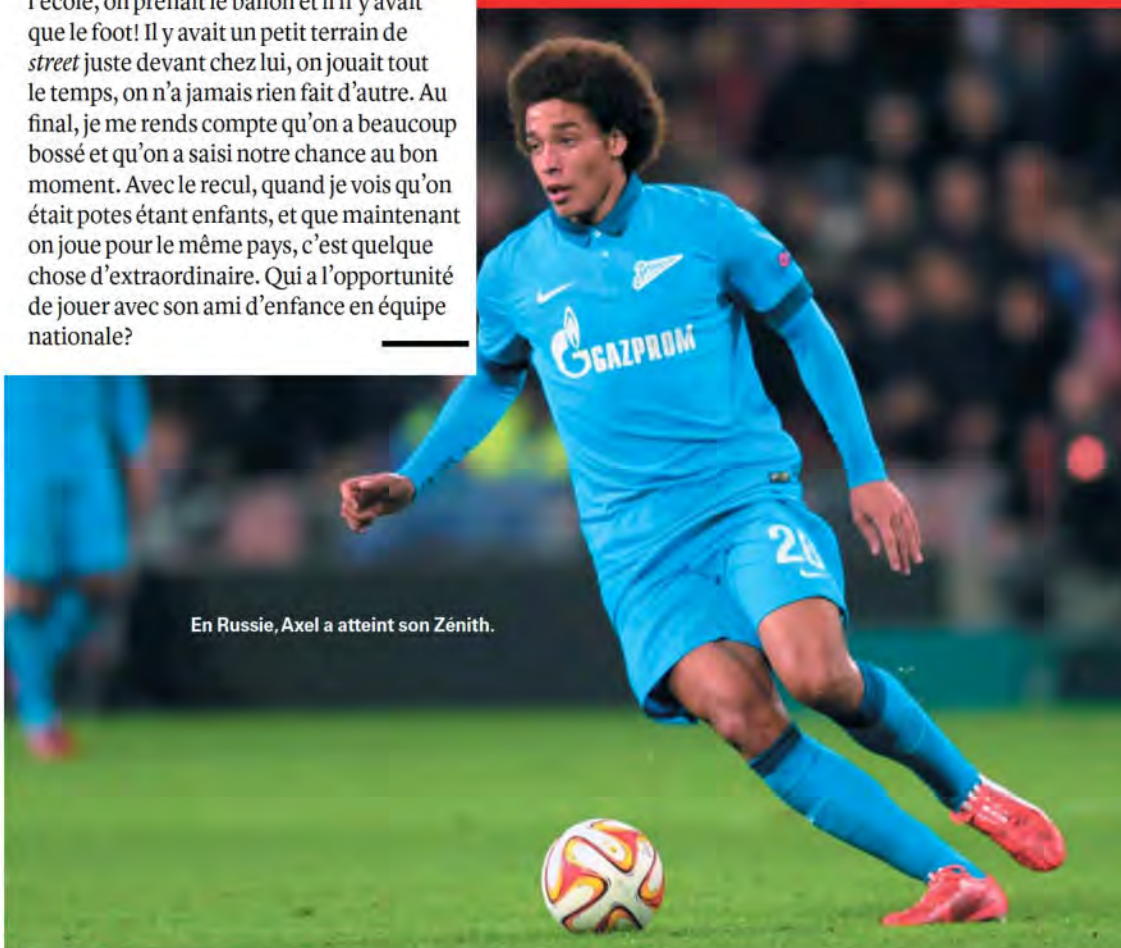 que le foot! Il y avait un petit terrain de
street juste devant chez lui, on jouait tout
le temps, on n'a jamais rien fait d'autre. Au
final, je me rends compte qu'on a beaucoup
bossé et qu'on a saisi notre chance au bon
moment. Avec le recul, quand je vois qu'on
était potes étant enfants, et que maintenant
on joue pour le même pays, c'est quelque
chose d'extraordinaire. Qui a l'opportunité
de jouer avec son ami d'enfance en équipe
nationale?
GAZPROM
En Russie, Axel a atteint son Zénith.